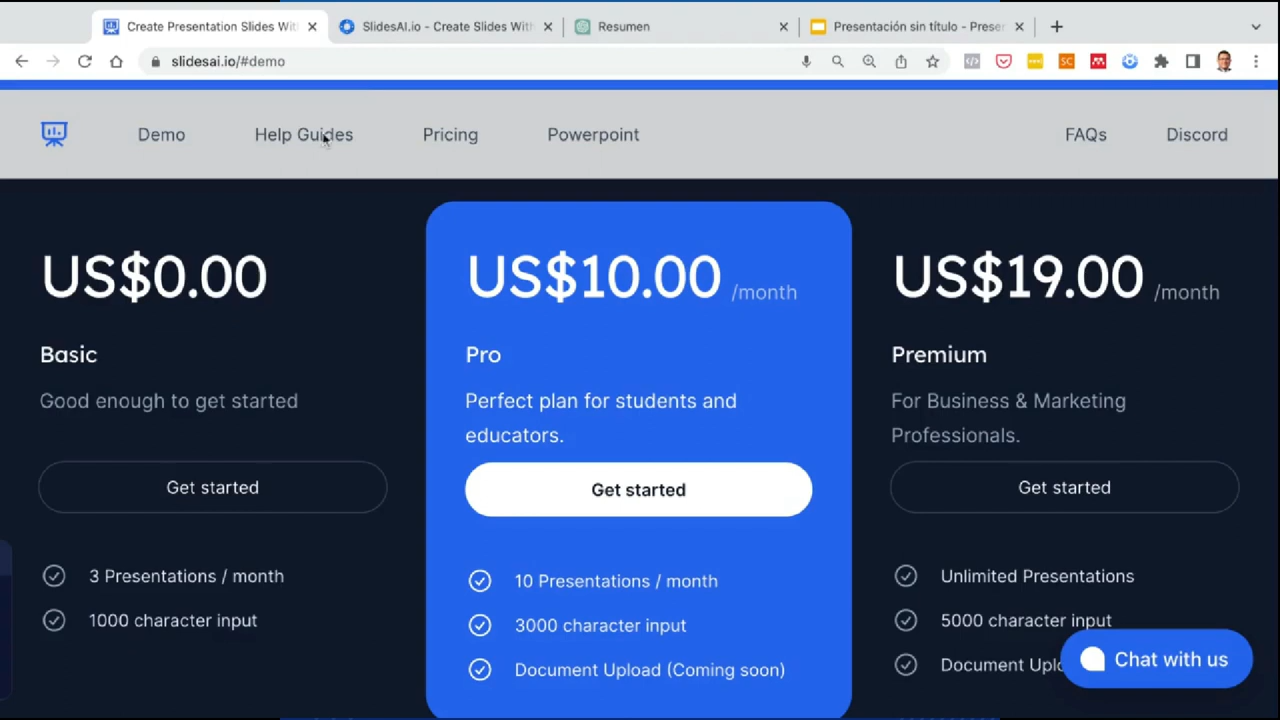 Create Presentation Slides With
SlidesAI.io - Create Slides With
Resumen
Presentación sin título - Preser
slidesai.io/#demo
Demo
Help Guides
Pricing
Powerpoint
FAQs
Discord
US$0.00
Basic
Good enough to get started
Get started
3 Presentations / month
1000 character input
US$10.00 /month
Pro
Perfect plan for students and
educators.
Get started
10 Presentations / month
3000 character input
Document Upload (Coming soon)
US$19.00 /month
Premium
For Business & Marketing
Professionals.
Get started
Unlimited Presentations
5000 character input
Document Uplo
Chat with us